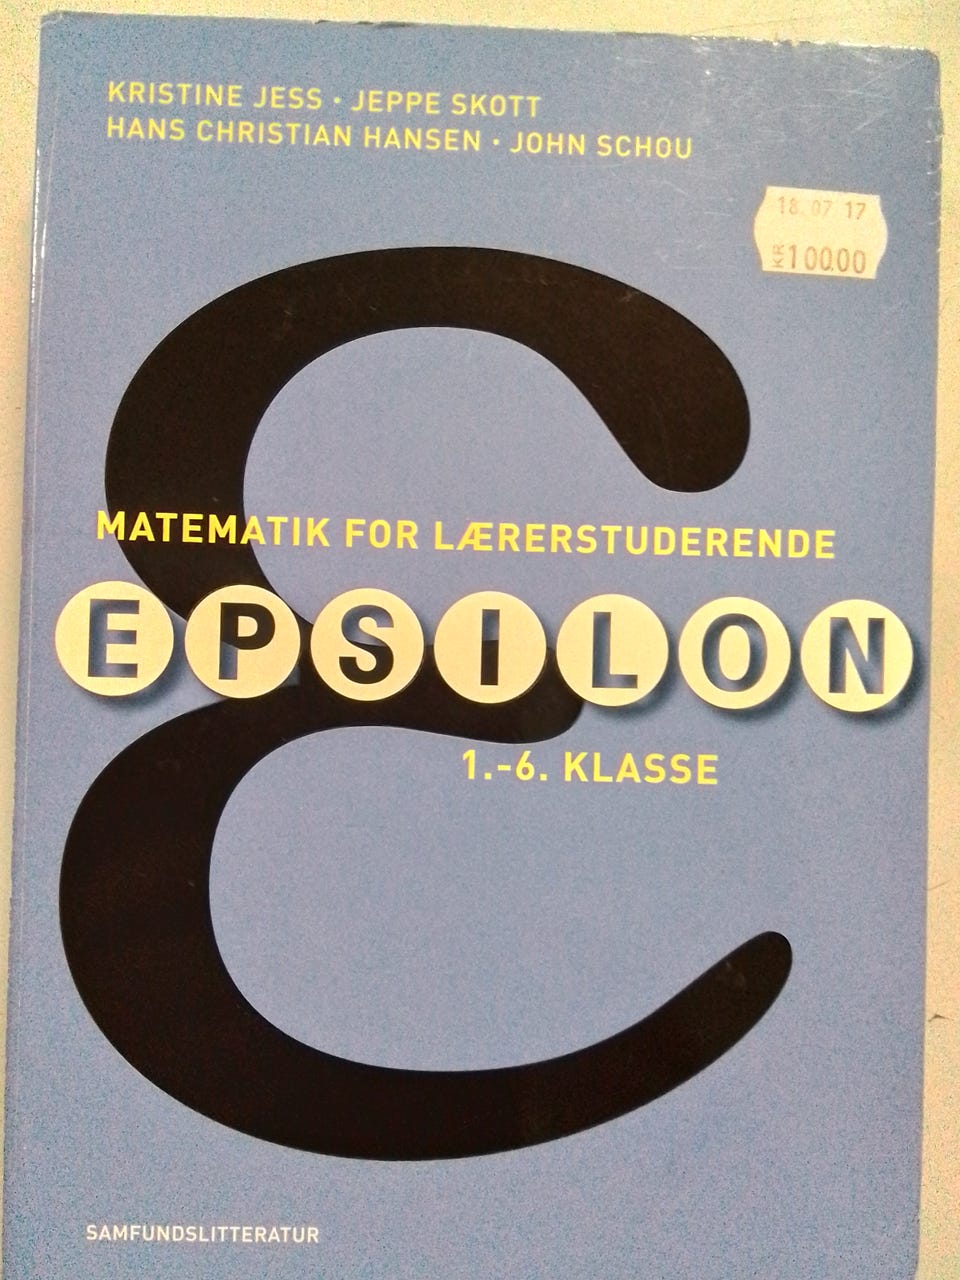 KRISTINE JESS • JEPPE SKOTT
HANS CHRISTIAN HANSEN • JOHN SCHOU
18.07 17
KR 100.00
MATEMATIK FOR LÆRERSTUDERENDE
EPSILON
1.-6. KLASSE
SAMFUNDSLITTERATUR